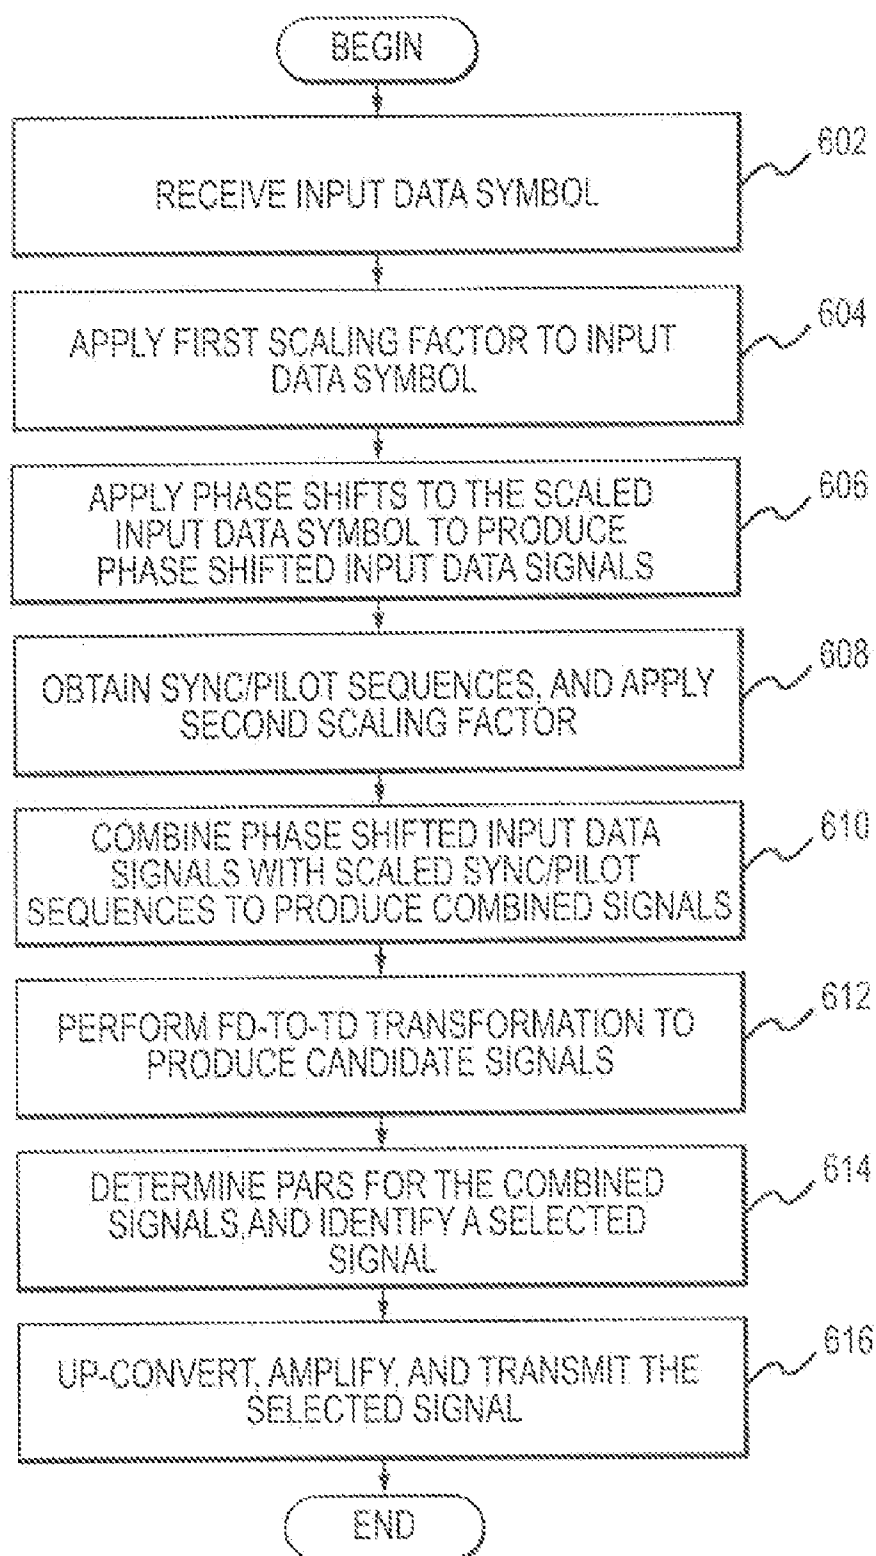 BEGIN
602
RECEIVE INPUT DATA SYMBOL
604
APPLY FIRST SCALING FACTOR TO INPUT
DATA SYMBOL
606
APPLY PHASE SHIFTS TO THE SCALED
INPUT DATA SYMBOL TO PRODUCE
PHASE SHIFTED INPUT DATA SIGNALS
608
OBTAIN SYNC/PILOT SEQUENCES, AND APPLY
SECOND SCALING FACTOR
610
COMBINE PHASE SHIFTED INPUT DATA
SIGNALS WITH SCALED SYNC/PILOT
SEQUENCES TO PRODUCE COMBINED SIGNALS
612
PERFORM FD-TO-TD TRANSFORMATION TO
PRODUCE CANDIDATE SIGNALS
614
DETERMINE PARS FOR THE COMBINED
SIGNALS,AND IDENTIFY A SELECTED
SIGNAL
616
UP-CONVERT, AMPLIFY, AND TRANSMIT THE
SELECTED SIGNAL
END